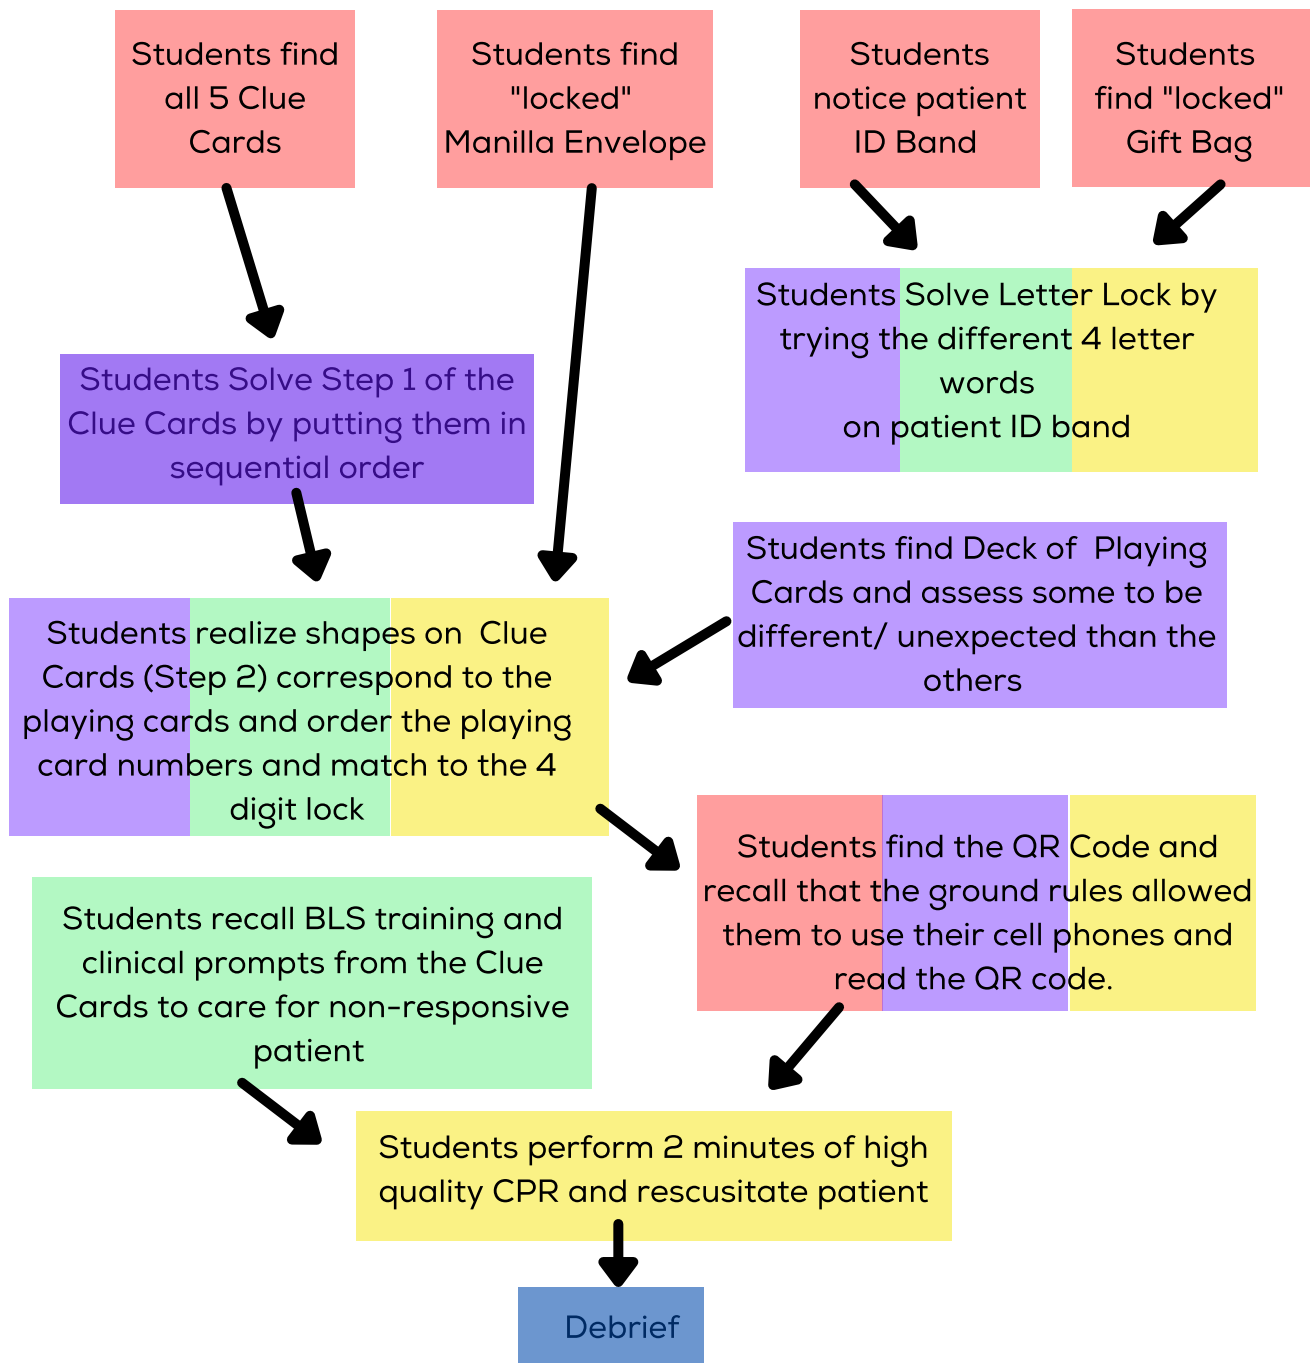 Students find
all 5 Clue
Cards
Students find
"locked"
Manilla Envelope
Students
notice patient
ID Band
Students
find "locked"
Gift Bag
Students Solve Letter Lock by
trying the different 4 letter
words
on patient ID band
Students Solve Step 1 of the
Clue Cards by putting them in
sequential order
Students find Deck of Playing
Cards and assess some to be
different/ unexpected than the
others
Students realize shapes on Clue
Cards (Step 2) correspond to the
playing cards and order the playing
card numbers and match to the 4
digit lock
Students find the QR Code and
recall that the ground rules allowed
them to use their cell phones and
read the QR code.
Students recall BLS training and
clinical prompts from the Clue
Cards to care for non-responsive
patient
Students perform 2 minutes of high
quality CPR and rescusitate patient
Debrief